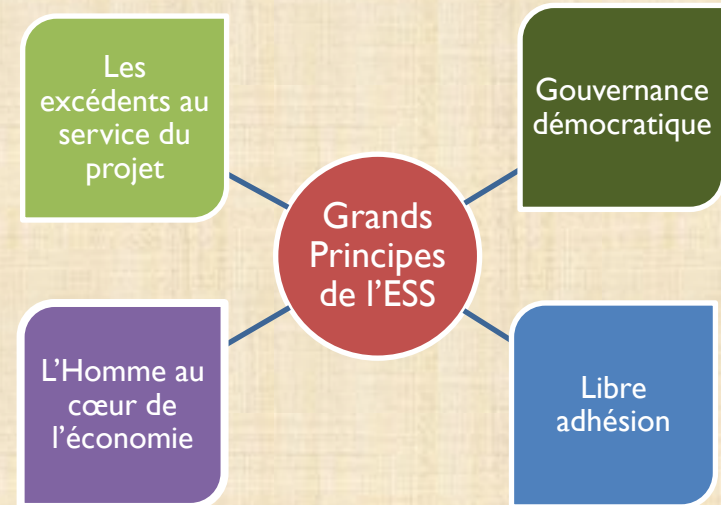 Les
excédents au
service du
projet
Gouvernance
démocratique
Grands
Principes
de l'ESS
L'Homme au
cœur de
l'économie
Libre
adhésion